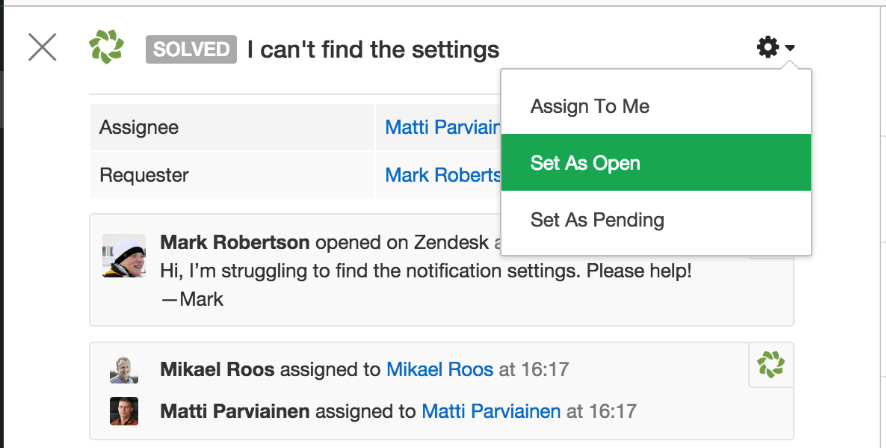 SOLVED I can't find the settings
Assign To Me
Assignee Matti
Set As Open
Requester Mark
Set As Pending
Mark Robertson opened on Zendesk
Hi, I’m struggling to find the notification settings. Please help!
—Mark
Mikael Roos assigned to Mikael Roos at 16:17
Matti Parviainen assigned to Matti Parviainen at 16:17